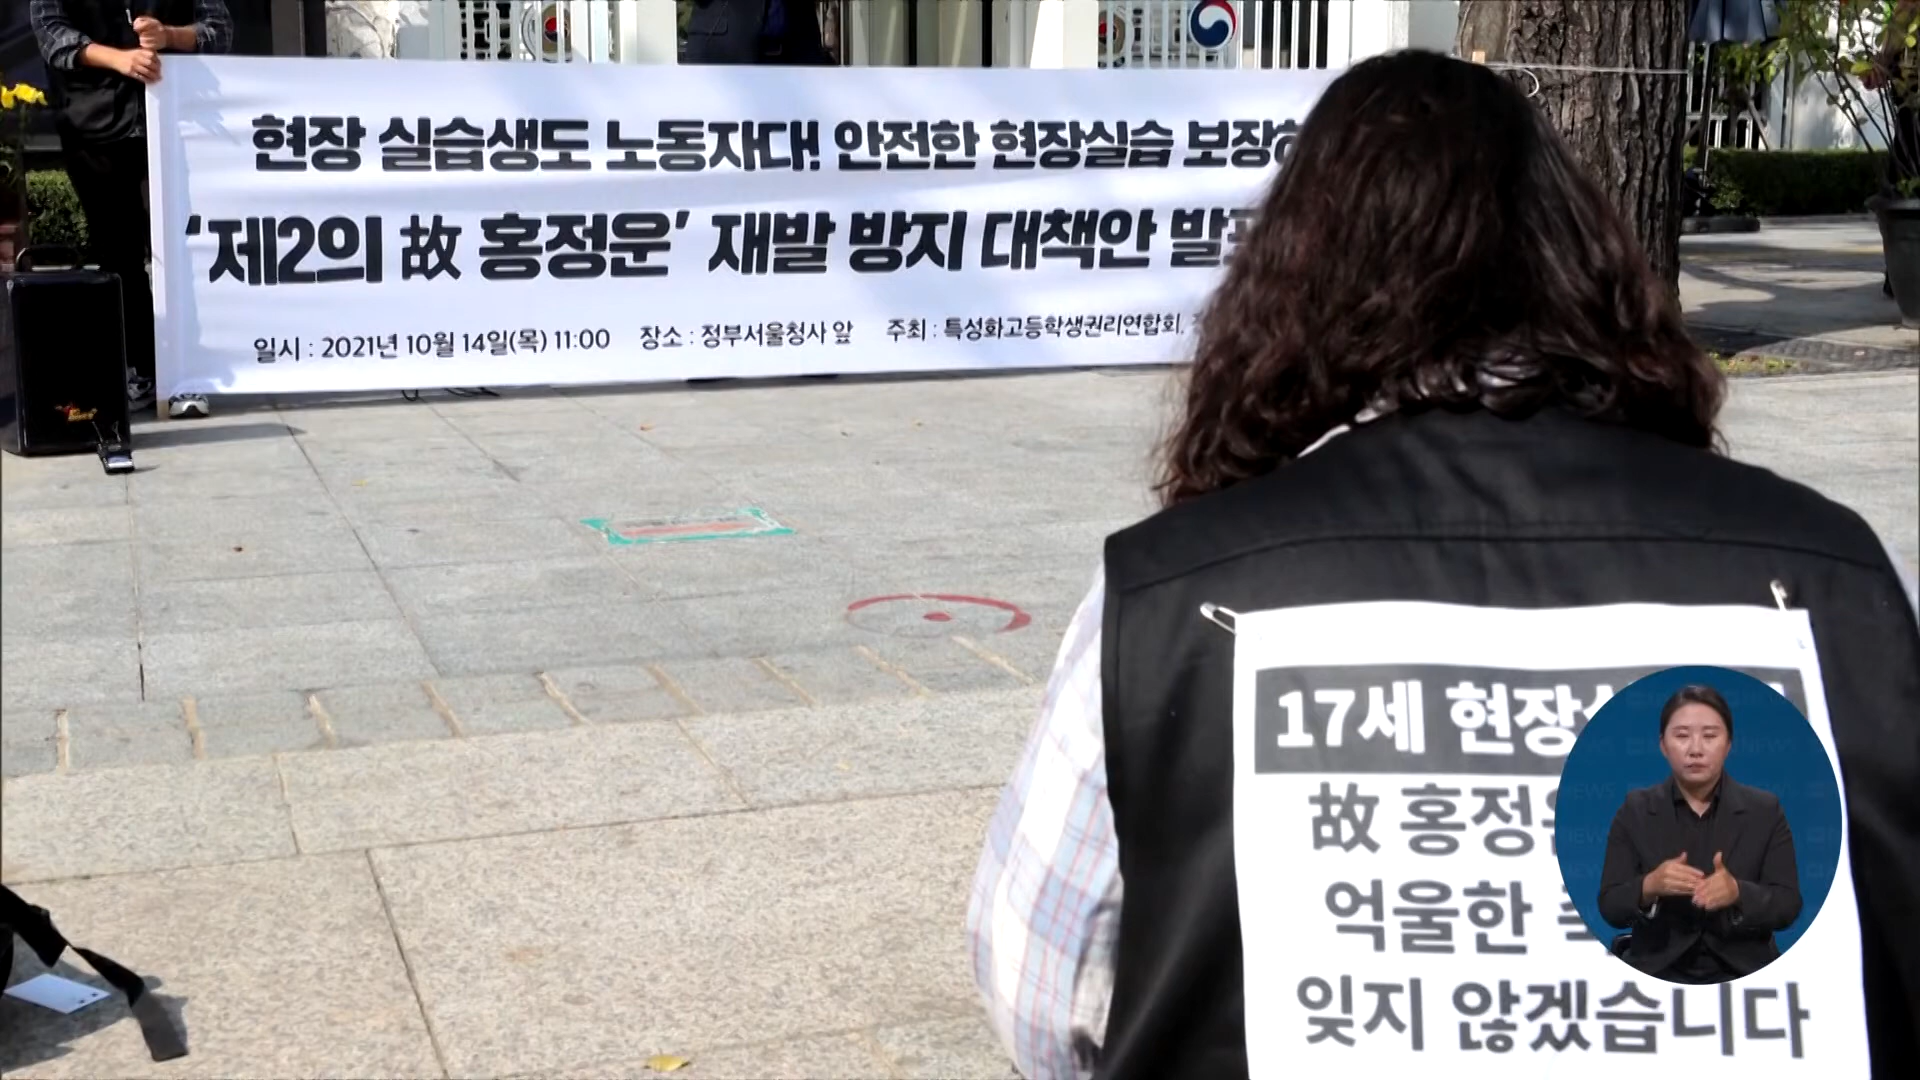 현장 실습생도 노동자다! 안전한 현장실습 보장하
‘제2의 故 홍정운’ 재발 방지 대책안 발표
일시 : 2021년 10월 14일(목) 11:00 장소 : 정부서울청사 앞 주최 : 특성화고등학생권리연합회,
17세
故 홍정운
억울한
잊지 않겠습니다